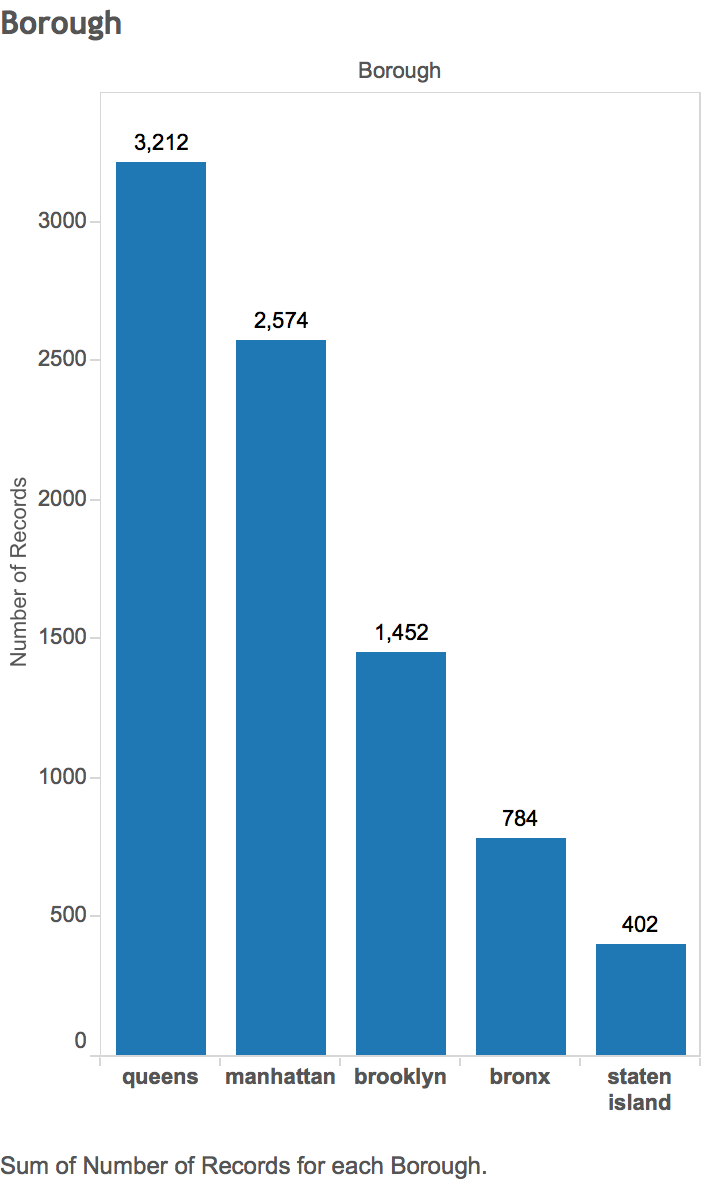 Borough
Borough
3,212
3000
2,574
2500
2000
Number of Records
1,452
1500
1000
784
500
402
0
queens manhattan brooklyn bronx staten
island
Sum of Number of Records for each Borough.